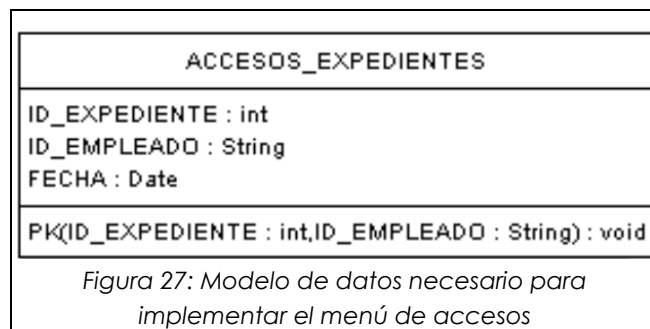 ACCESOS_EXPEDIENTES
ID_EXPEDIENTE : int
ID_EMPLEADO : String
FECHA : Date
PK(ID_EXPEDIENTE : int,ID_EMPLEADO : String) : void
Figura 27: Modelo de datos necesario para
implementar el menú de accesos